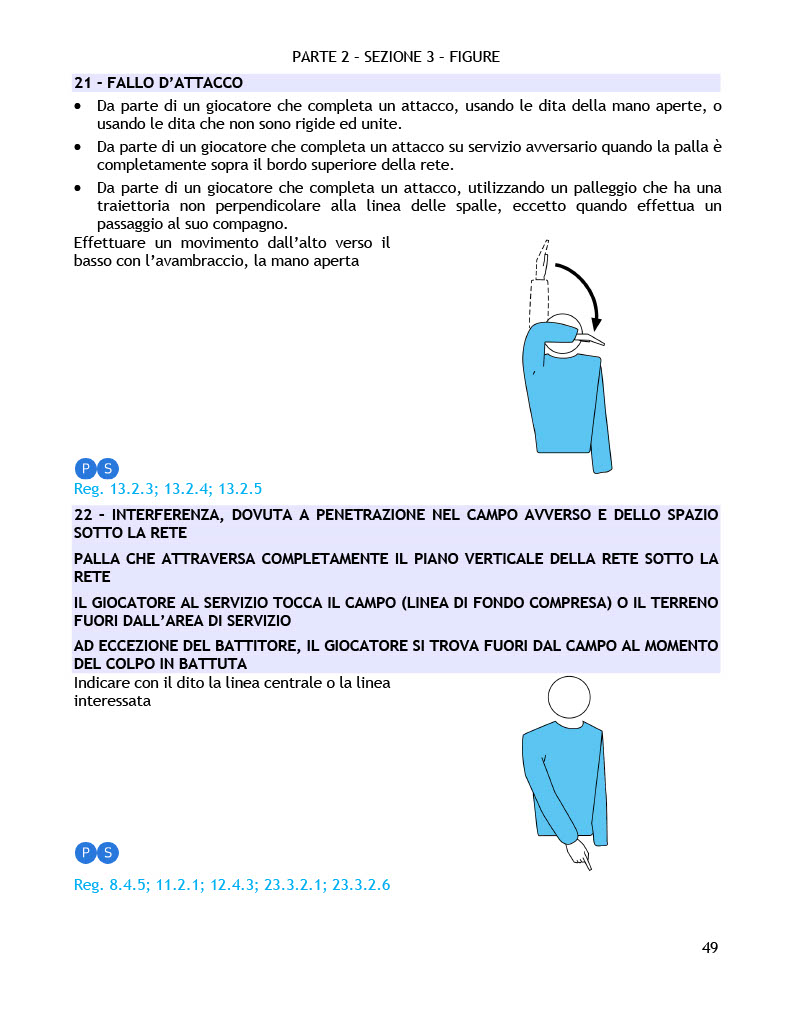 PARTE 2 – SEZIONE 3 – FIGURE
21 – FALLO D’ATTACCO
• Da parte di un giocatore che completa un attacco, usando le dita della mano aperte, o
usando le dita che non sono rigide ed unite.
• Da parte di un giocatore che completa un attacco su servizio avversario quando la palla è
completamente sopra il bordo superiore della rete.
• Da parte di un giocatore che completa un attacco, utilizzando un palleggio che ha una
traiettoria non perpendicolare alla linea delle spalle, eccetto quando effettua un
passaggio al suo compagno.
Effettuare un movimento dall’alto verso il
basso con l’avambraccio, la mano aperta
P S
Reg. 13.2.3; 13.2.4; 13.2.5
22 – INTERFERENZA, DOVUTA A PENETRAZIONE NEL CAMPO AVVERSO E DELLO SPAZIO
SOTTO LA RETE
PALLA CHE ATTRAVERSA COMPLETAMENTE IL PIANO VERTICALE DELLA RETE SOTTO LA
RETE
IL GIOCATORE AL SERVIZIO TOCCA IL CAMPO (LINEA DI FONDO COMPRESA) O IL TERRENO
FUORI DALL’AREA DI SERVIZIO
AD ECCEZIONE DEL BATTITORE, IL GIOCATORE SI TROVA FUORI DAL CAMPO AL MOMENTO
DEL COLPO IN BATTUTA
Indicare con il dito la linea centrale o la linea
interessata
P S
Reg. 8.4.5; 11.2.1; 12.4.3; 23.3.2.1; 23.3.2.6
49